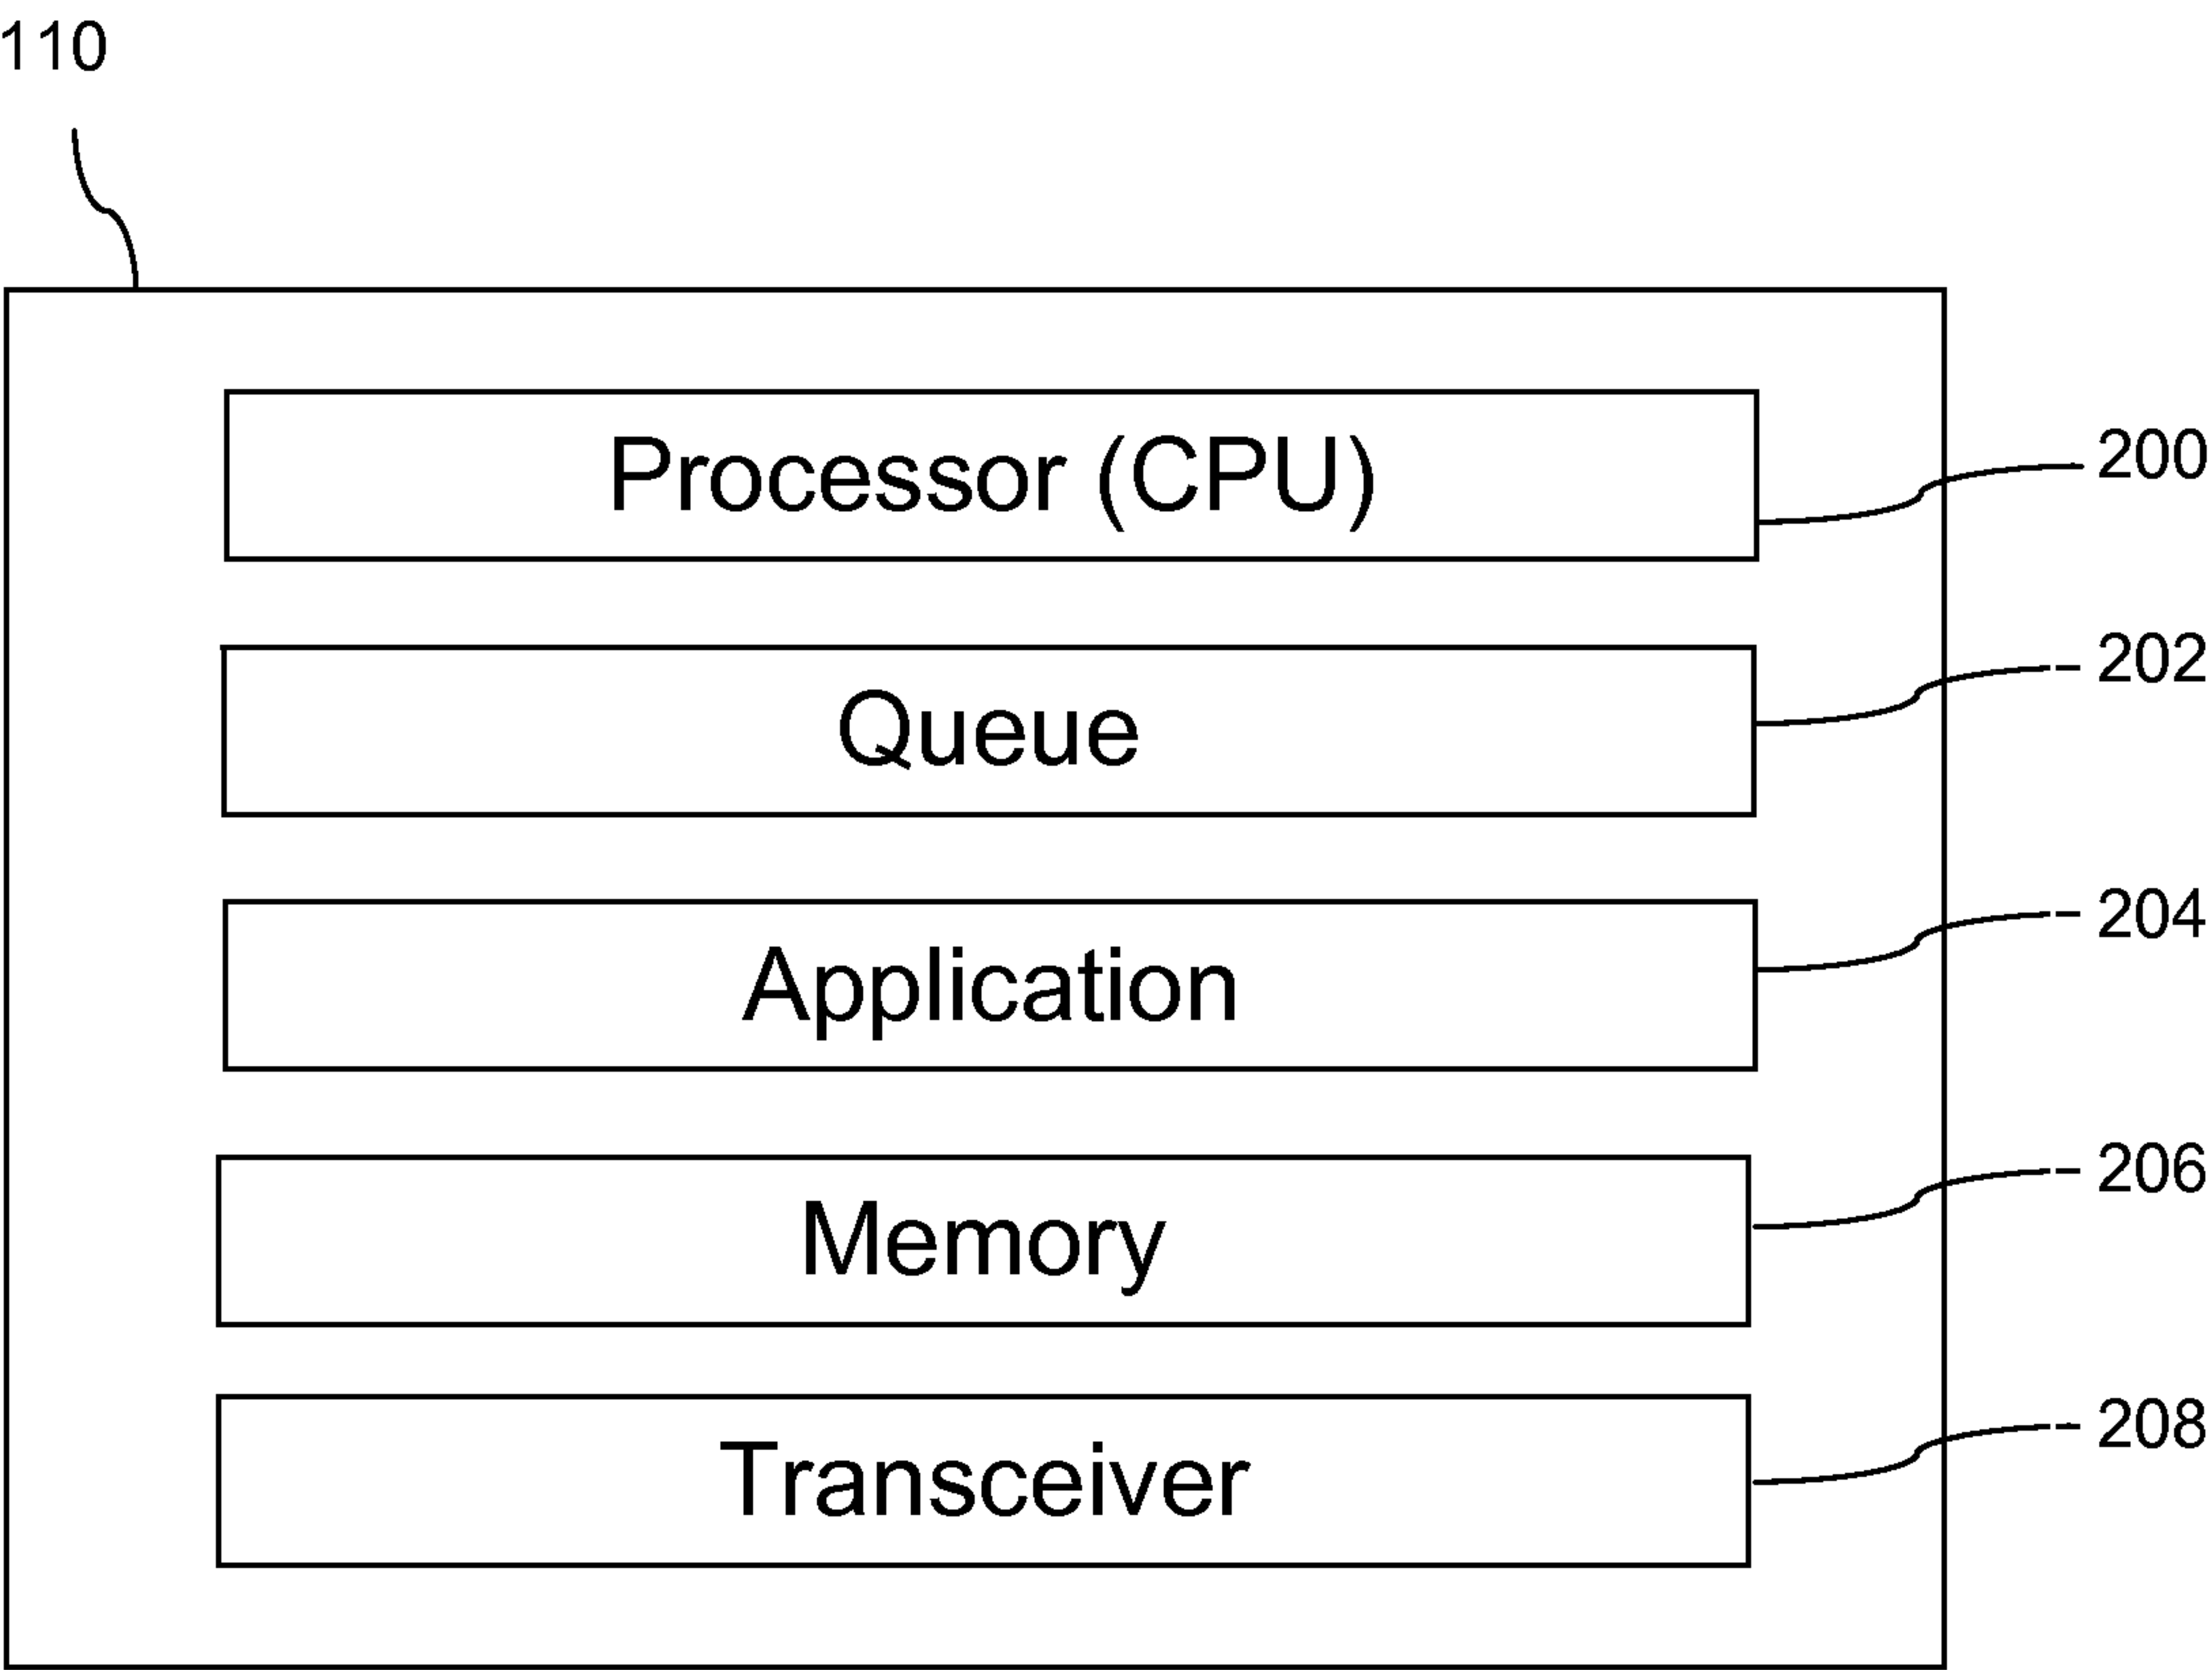 110
Processor (CPU)
200
Queue
202
Application
204
Memory
206
Transceiver
208